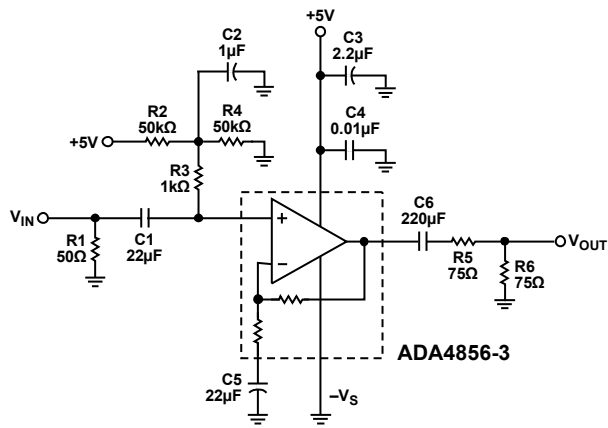 +5V
C2
1µF
C3
2.2µF
R2
50kΩ
R4
50kΩ
C4
0.01µF
+5V
R3
1kΩ
C6
220µF
VIN
+
VOUT
R1
50Ω
C1
22µF
R5
75Ω
R6
75Ω
–
ADA4856-3
C5
22µF
–VS